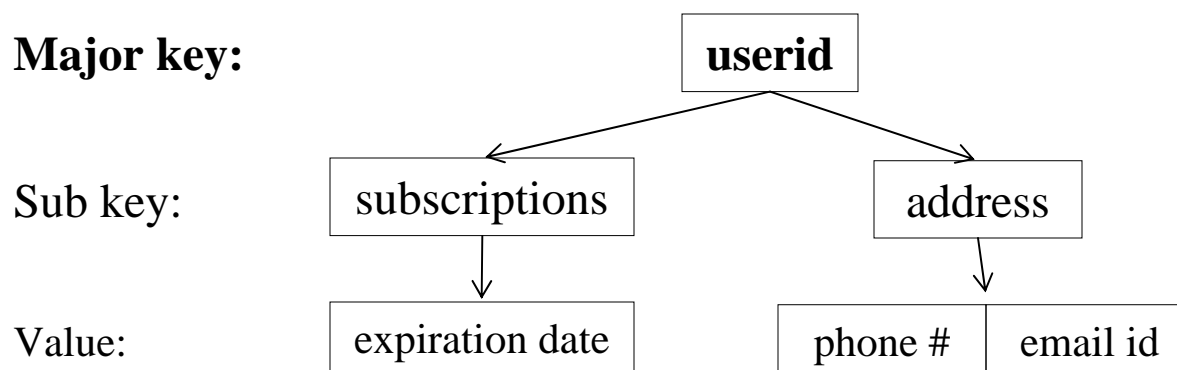 Major key: userid
Sub key: subscriptions address
Value: expiration date phone # email id